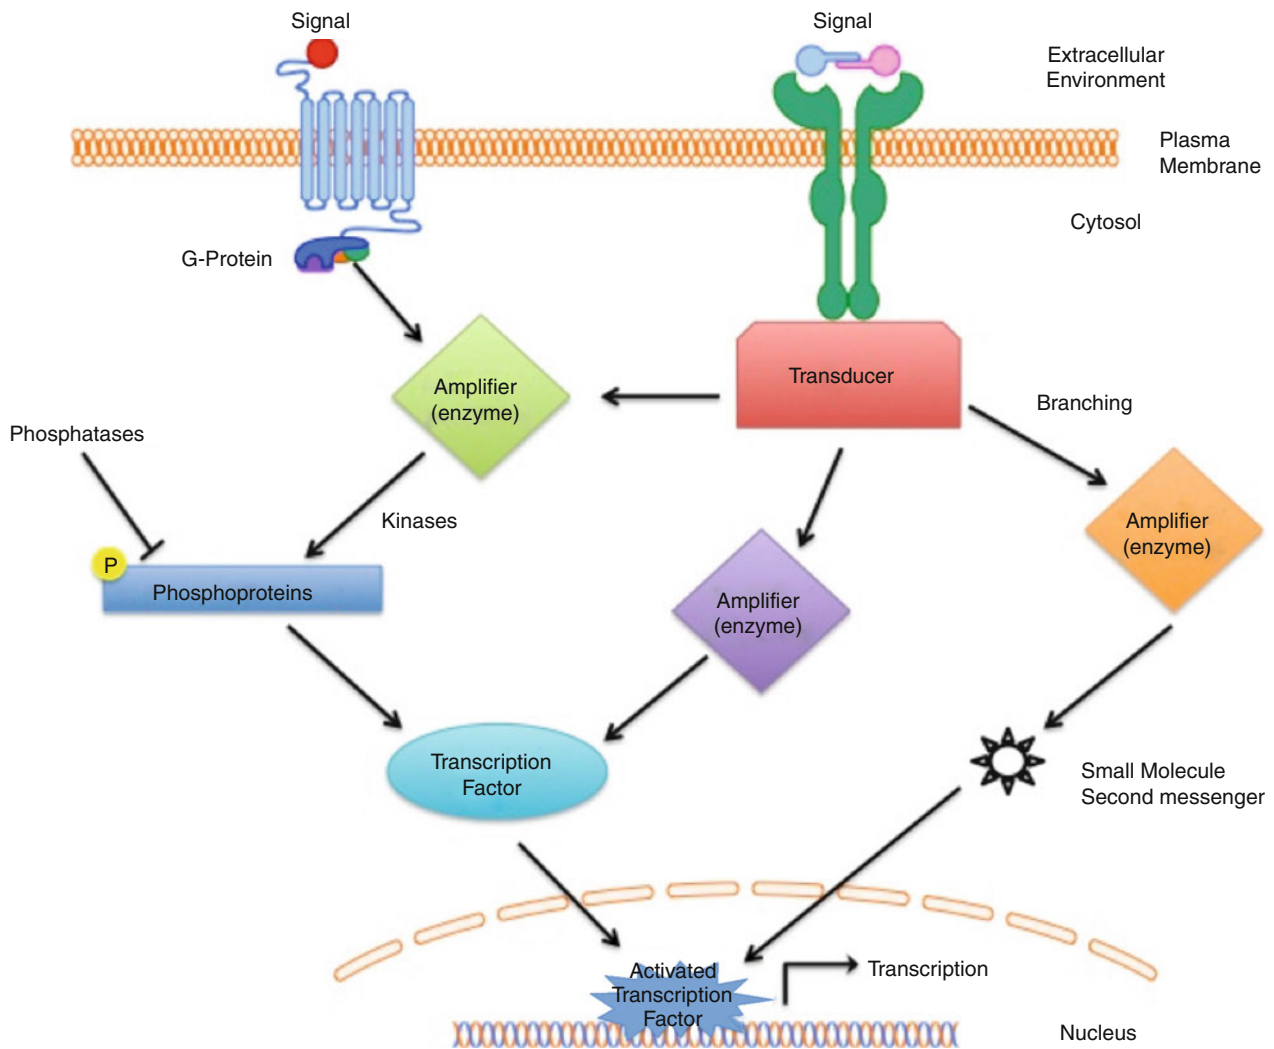 Signal
Signal
Extracellular
Environment
Plasma
Membrane
Cytosol
G-Protein
Transducer
Amplifier
(enzyme)
Branching
Phosphatases
Kinases
Amplifier
(enzyme)
P
Phosphoproteins
Amplifier
(enzyme)
Transcription
Factor
Small Molecule
Second messenger
Activated
Transcription
Factor
Transcription
Nucleus